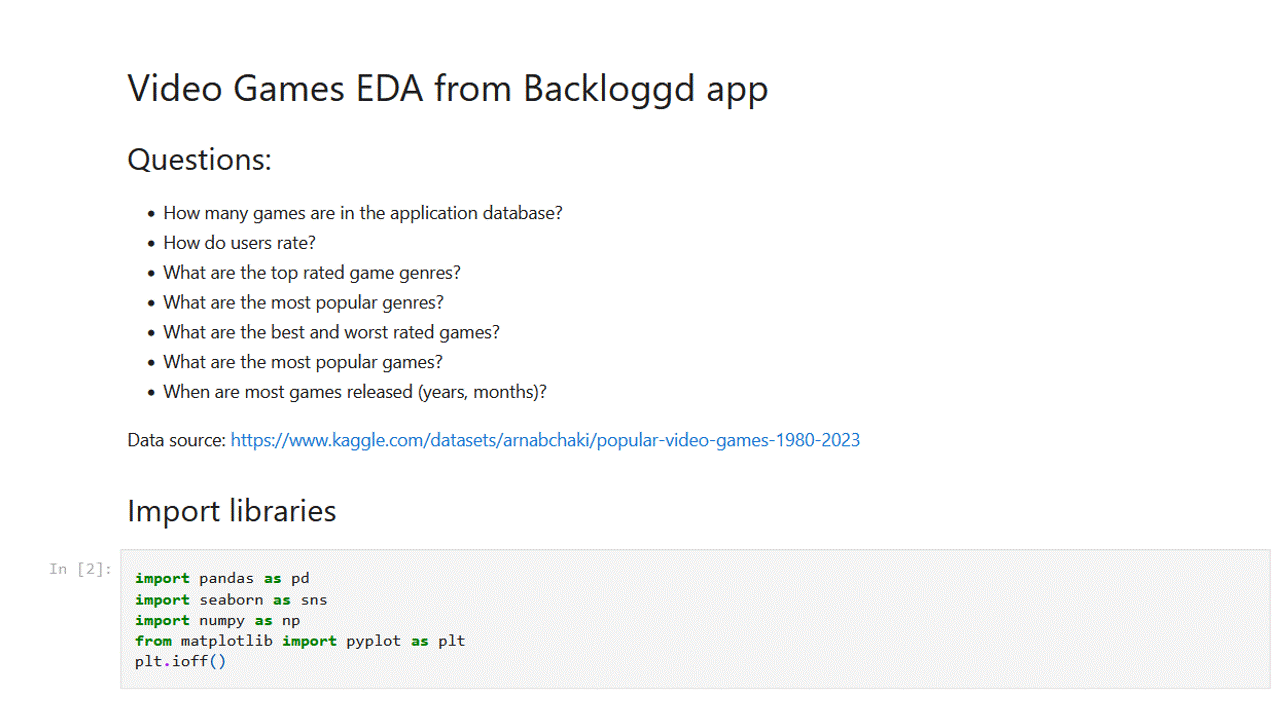 Video Games EDA from Backloggd app
Questions:
• How many games are in the application database?
• How do users rate?
• What are the top rated game genres?
• What are the most popular genres?
• What are the best and worst rated games?
• What are the most popular games?
• When are most games released (years, months)?
Data source: https://www.kaggle.com/datasets/arnabchaki/popular-video-games-1980-2023
Import libraries
In [2]:
import pandas as pd
import seaborn as sns
import numpy as np
from matplotlib import pyplot as plt
plt.ioff()